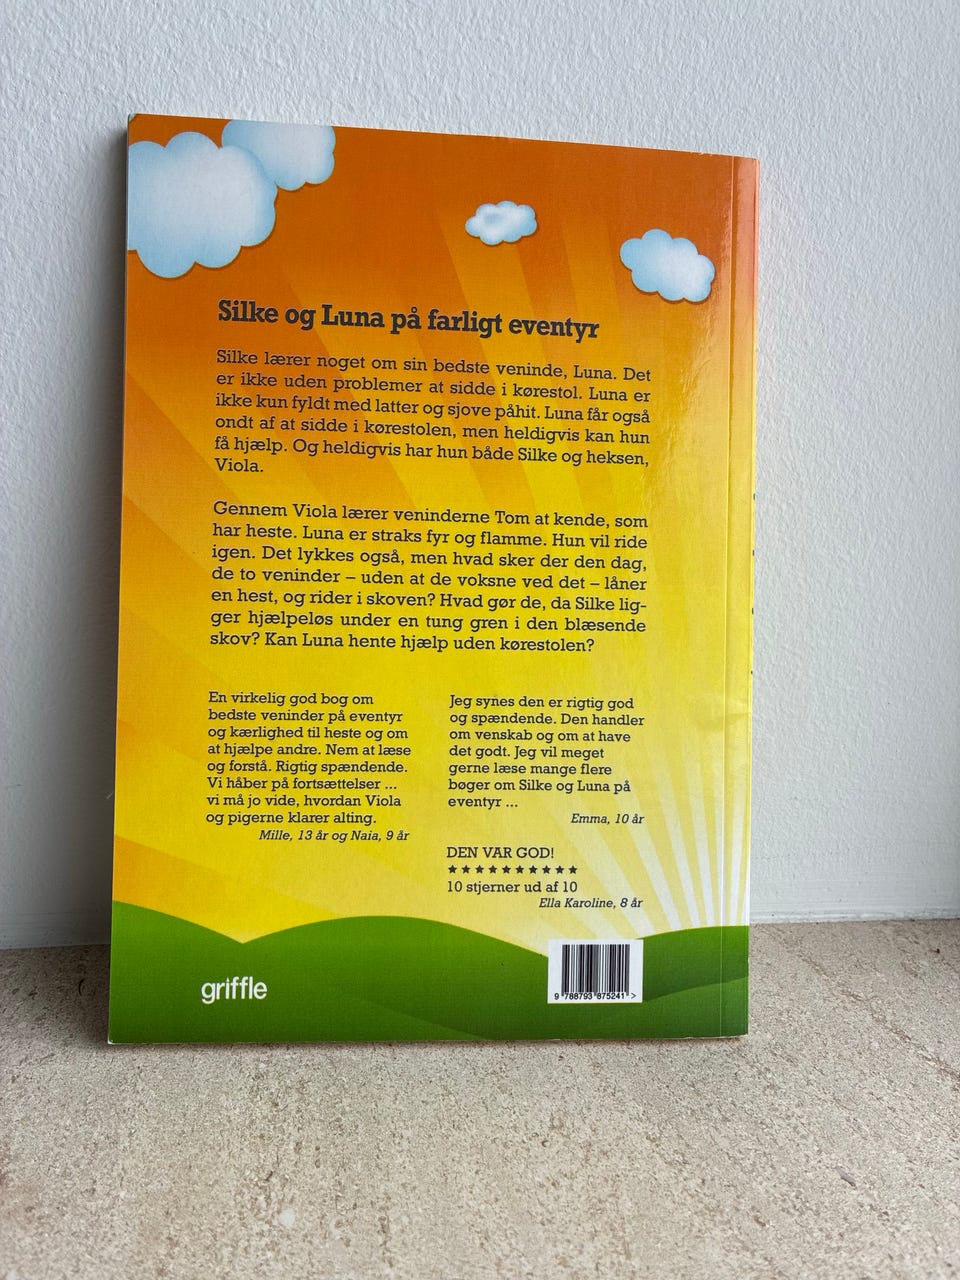 Silke og Luna på farligt eventyr
Silke lærer noget om sin bedste veninde, Luna. Det
er ikke uden problemer at sidde i kørestol. Luna er
ikke kun fyldt med latter og sjove påhit. Luna får også
ondt af at sidde i kørestolen, men heldigvis kan hun
få hjælp. Og heldigvis har hun både Silke og heksen,
Viola.
Gennem Viola lærer veninderne Tom at kende, som
har heste. Luna er straks fyr og flamme. Hun vil ride
igen. Det lykkes også, men hvad sker der den dag,
de to veninder – uden at de voksne ved det – låner
en hest, og rider i skoven? Hvad gør de, da Silke lig-
ger hjælpeløs under en tung gren i den blæsende
skov? Kan Luna hente hjælp uden kørestolen?
En virkelig god bog om
bedste veninder på eventyr
og kærlighed til heste og om
at hjælpe andre. Nem at læse
og forstå. Rigtig spændende.
Vi håber på fortsættelser ...
vi må jo vide, hvordan Viola
og pigerne klarer alting.
Mille, 13 år og Naia, 9 år
Jeg synes den er rigtig god
og spændende. Den handler
om venskab og om at have
det godt. Jeg vil meget
gerne læse mange flere
bøger om Silke og Luna på
eventyr ...
Emma, 10 år
DEN VAR GOD!
★★★★★★★★★★
10 stjerner ud af 10
Ella Karoline, 8 år
griffle
9 788793 875241 >